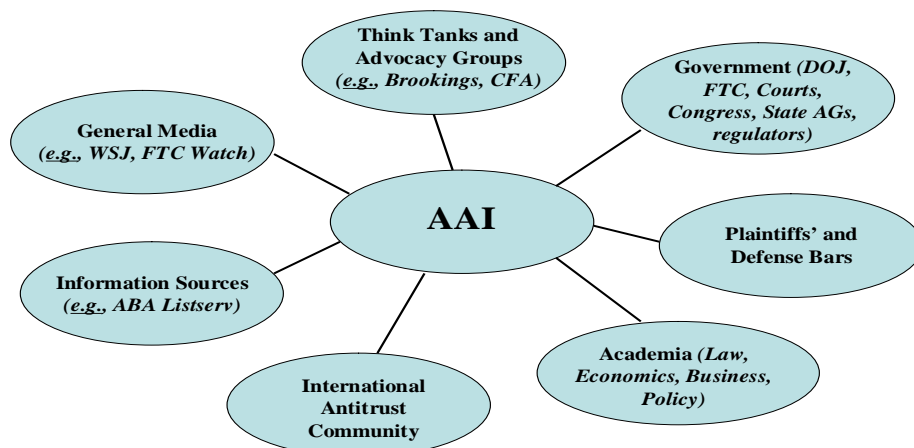 Think Tanks and
Advocacy Groups
(e.g., Brookings, CFA)
Government (DOJ,
FTC, Courts,
Congress, State AGs,
regulators)
General Media
(e.g., WSJ, FTC Watch)
AAI
Plaintiffs’ and
Defense Bars
Information Sources
(e.g., ABA Listserv)
Academia (Law,
Economics, Business,
Policy)
International
Antitrust
Community